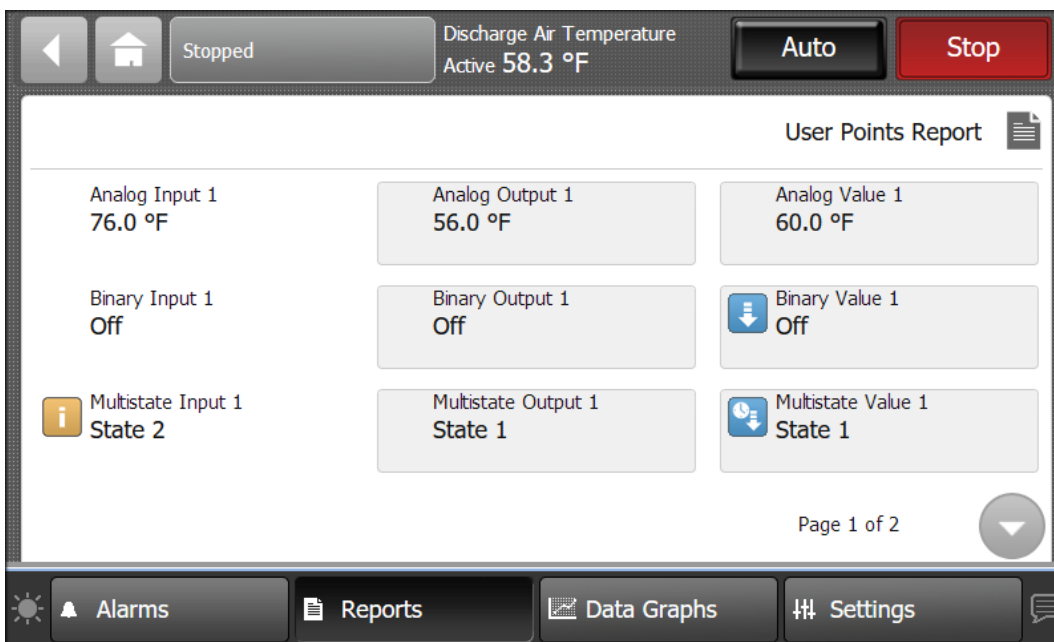 Stopped
Discharge Air Temperature
Active 58.3 °F
Auto
Stop
User Points Report
Analog Input 1
76.0 °F
Analog Output 1
56.0 °F
Analog Value 1
60.0 °F
Binary Input 1
Off
Binary Output 1
Off
Binary Value 1
Off
i
Multistate Input 1
State 2
Multistate Output 1
State 1
Multistate Value 1
State 1
Page 1 of 2
Alarms
Reports
Data Graphs
Settings